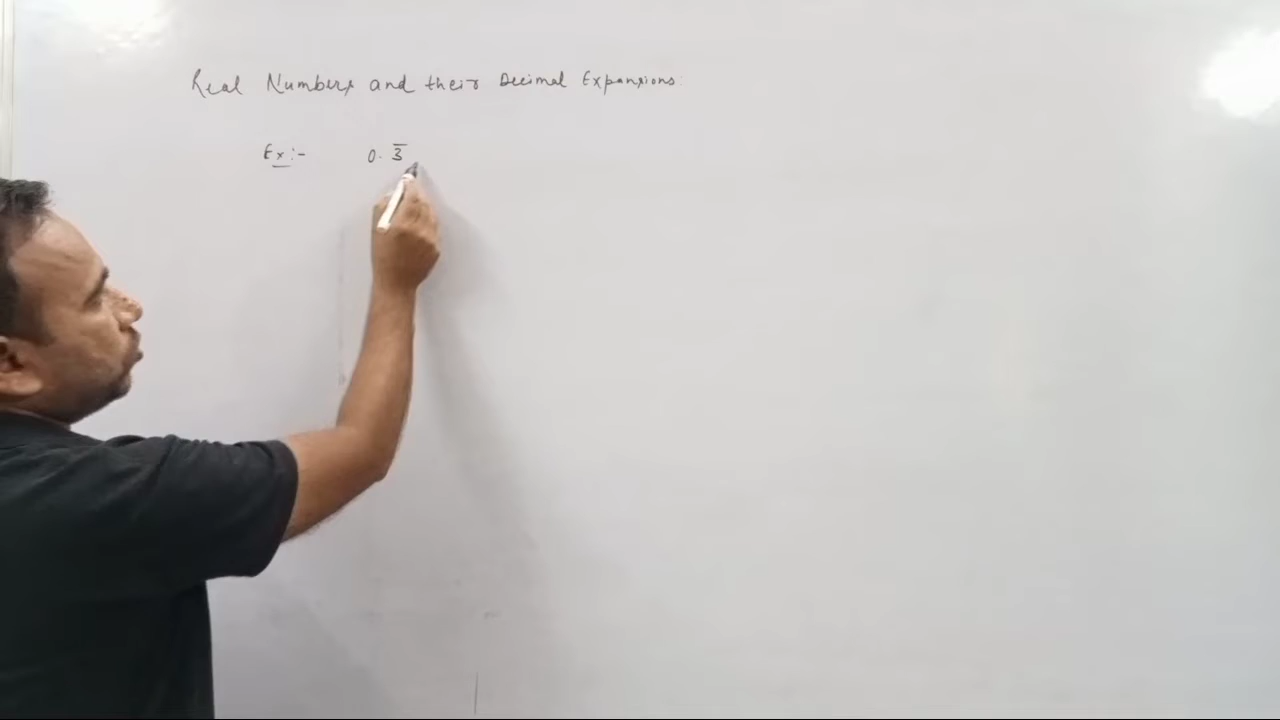 Real Numbers and their Decimal Expansions.
Ex:- 0.3̅